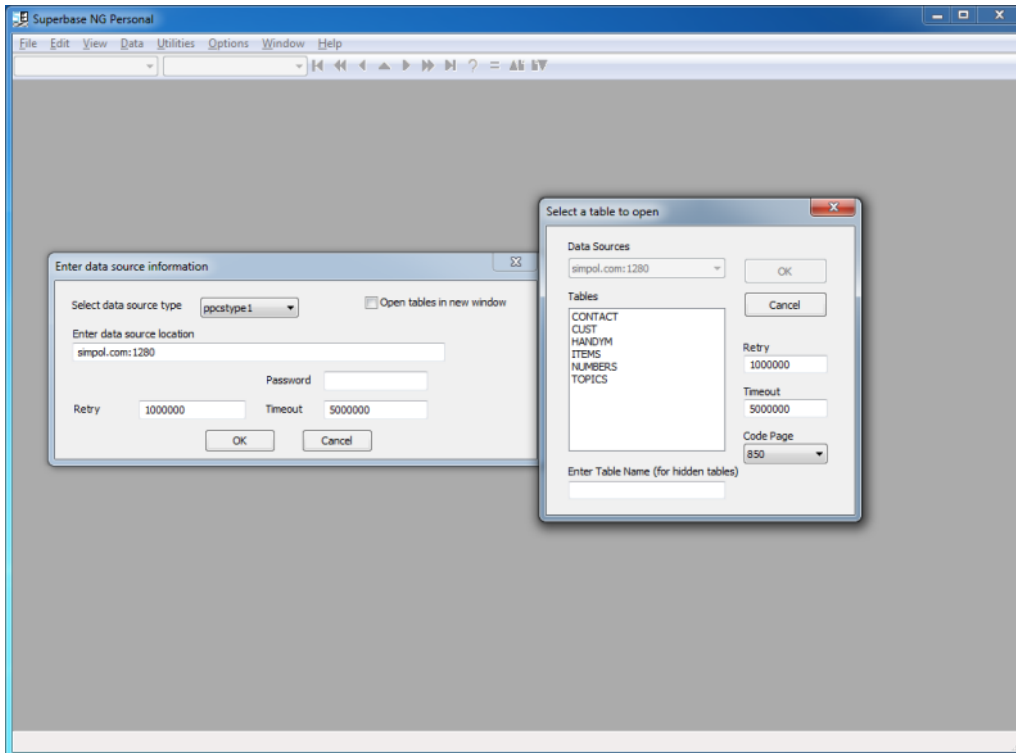 Superbase NG Personal
File Edit View Data Utilities Options Window Help
Enter data source information
Select data source type ppcstype1 Open tables in new window
Enter data source location
simpol.com:1280
Password
Retry 1000000 Timeout 5000000
OK Cancel
Select a table to open
Data Sources
simpol.com:1280 OK
Tables Cancel
CONTACT
CUST
HANDYM
ITEMS
NUMBERS
TOPICS
Retry
1000000
Timeout
5000000
Code Page
850
Enter Table Name (for hidden tables)